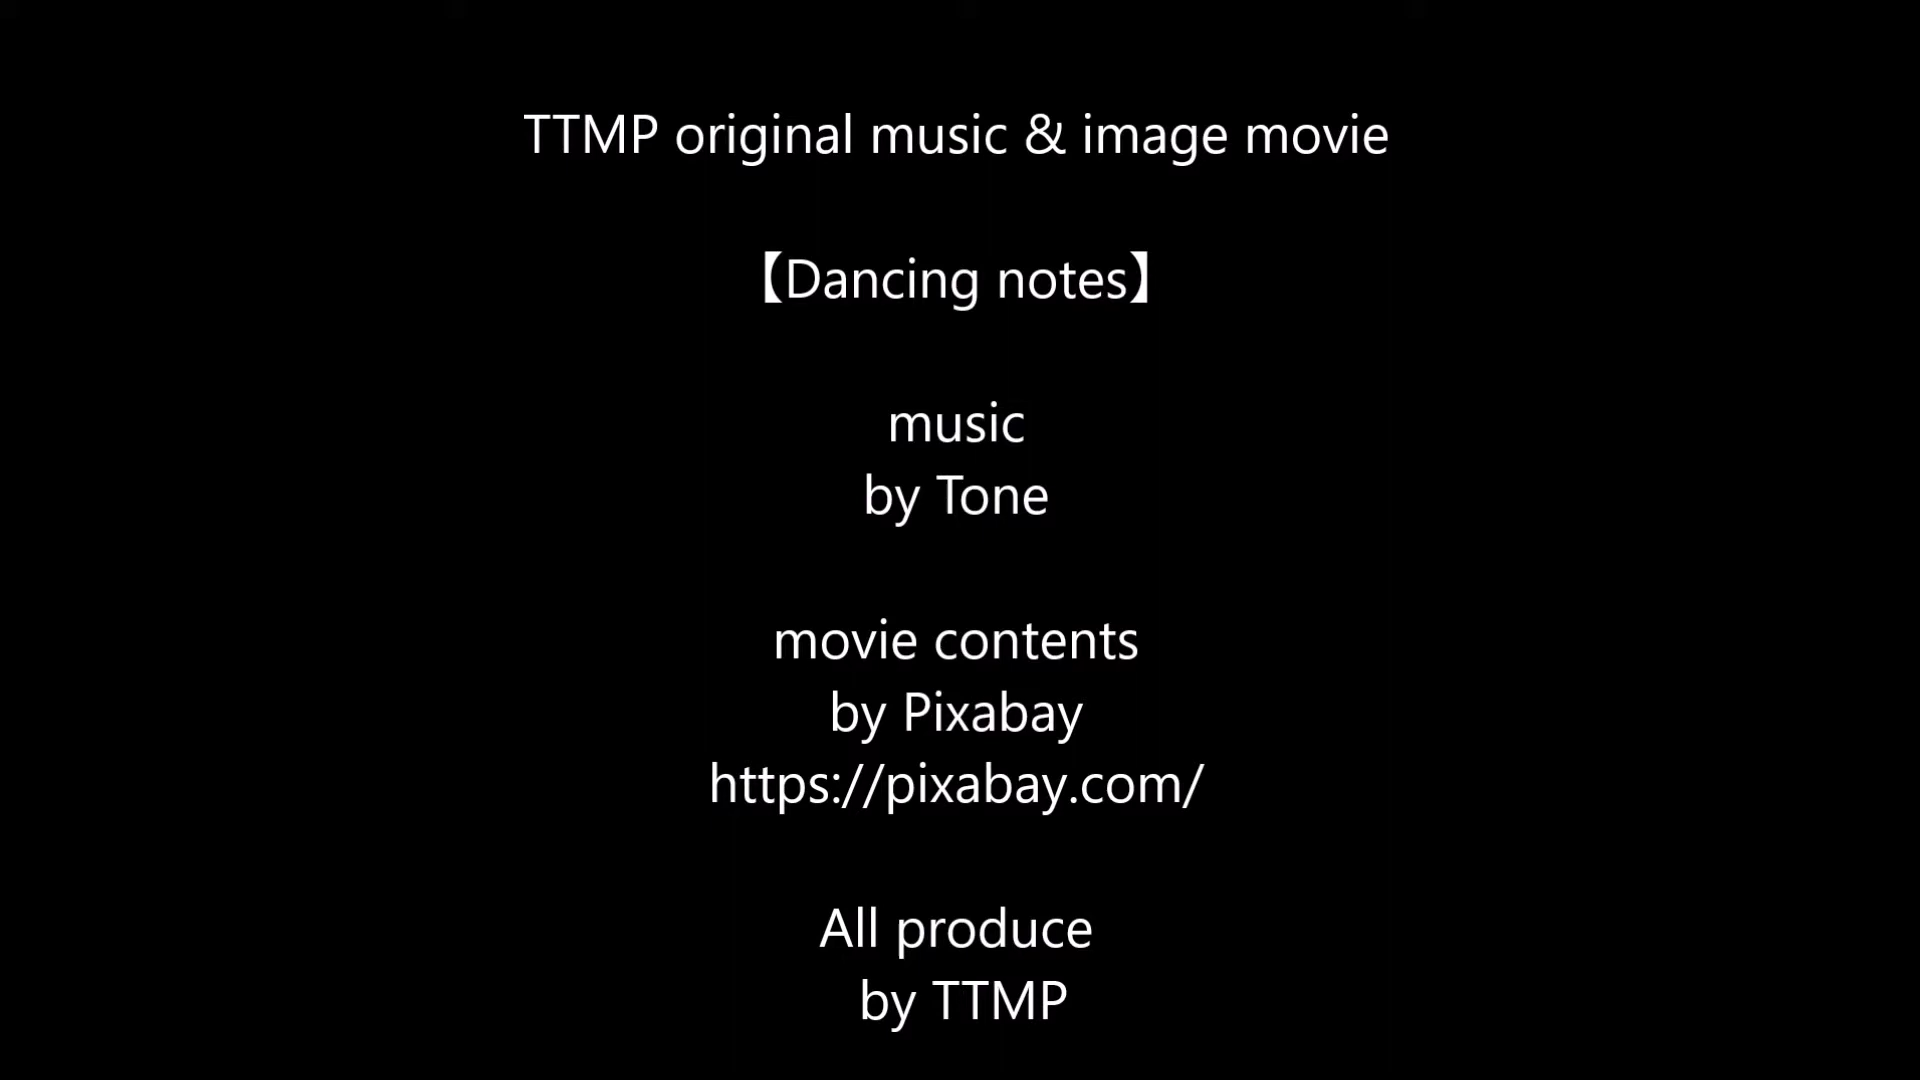 TTMP original music & image movie
【Dancing notes】
music
by Tone
movie contents
by Pixabay
https://pixabay.com/
All produce
by TTMP